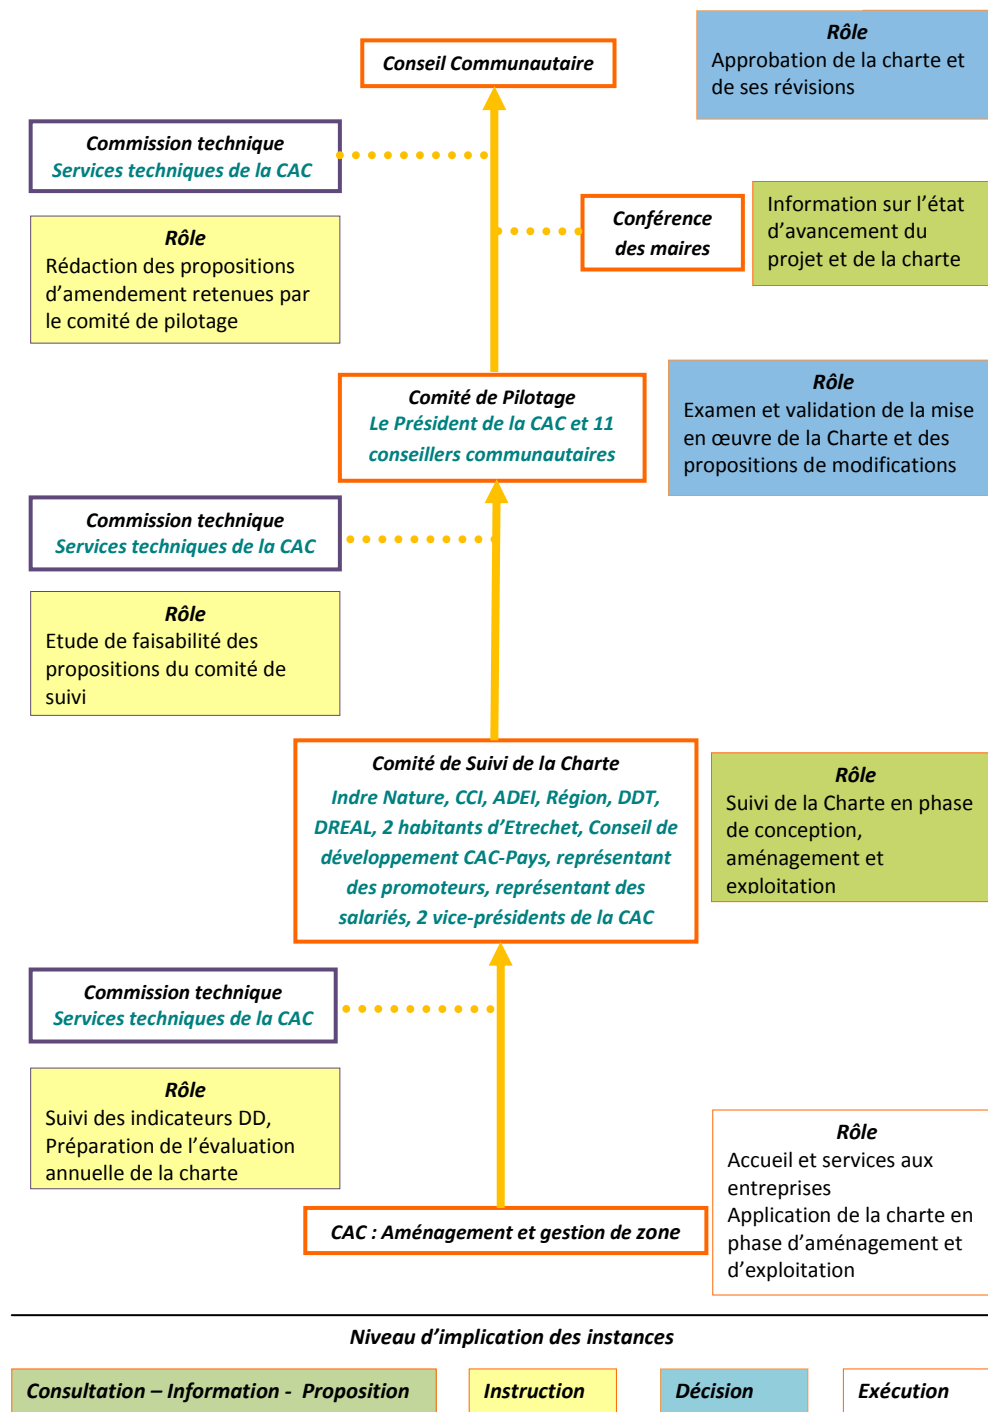 Conseil Communautaire
Rôle
Approbation de la charte et
de ses révisions
Commission technique
Services techniques de la CAC
Rôle
Rédaction des propositions
d’amendement retenues par
le comité de pilotage
Conférence
des maires
Information sur l’état
d’avancement du
projet et de la charte
Comité de Pilotage
Le Président de la CAC et 11
conseillers communautaires
Rôle
Examen et validation de la mise
en œuvre de la Charte et des
propositions de modifications
Commission technique
Services techniques de la CAC
Rôle
Etude de faisabilité des
propositions du comité de
suivi
Comité de Suivi de la Charte
Indre Nature, CCI, ADEI, Région, DDT,
DREAL, 2 habitants d’Etrechet, Conseil de
développement CAC-Pays, représentant
des promoteurs, représentant des
salariés, 2 vice-présidents de la CAC
Rôle
Suivi de la Charte en phase
de conception,
aménagement et
exploitation
Commission technique
Services techniques de la CAC
Rôle
Suivi des indicateurs DD,
Préparation de l’évaluation
annuelle de la charte
CAC : Aménagement et gestion de zone
Rôle
Accueil et services aux
entreprises
Application de la charte en
phase d’aménagement et
d’exploitation
Niveau d’implication des instances
Consultation – Information - Proposition
Instruction
Décision
Exécution